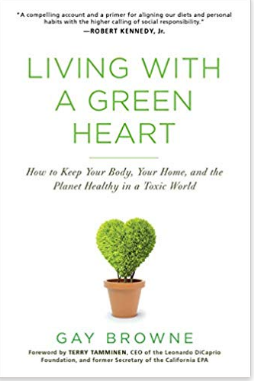 "A compelling account and a primer for aligning our diets and personal
habits with the higher calling of social responsibility."
—ROBERT KENNEDY, Jr.
LIVING WITH
A GREEN
HEART
How to Keep Your Body, Your Home, and the
Planet Healthy in a Toxic World
GAY BROWNE
Foreword by TERRY TAMMINEN, CEO of the Leonardo DiCaprio
Foundation, and former Secretary of the California EPA